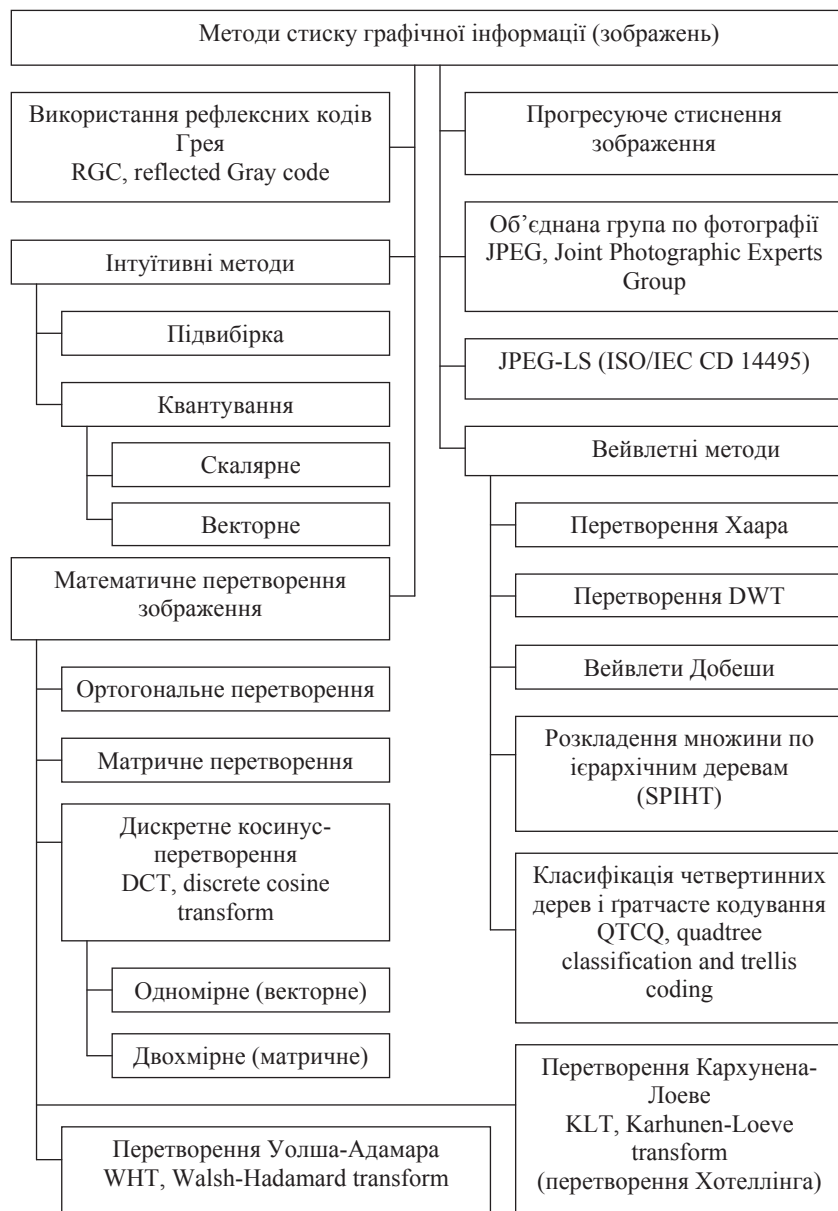 Методи стиску графічної інформації (зображень)
Використання рефлексних кодів
Грея
RGC, reflected Gray code
Інтуїтивні методи
Підвибірка
Квантування
Скалярне
Векторне
Математичне перетворення
зображення
Ортогональне перетворення
Матричне перетворення
Дискретне косинус-
перетворення
DCT, discrete cosine
transform
Одномірне (векторне)
Двохмірне (матричне)
Перетворення Уолша-Адамара
WHT, Walsh-Hadamard transform
Прогресуюче стиснення
зображення
Об’єднана група по фотографії
JPEG, Joint Photographic Experts
Group
JPEG-LS (ISO/IEC CD 14495)
Вейвлетні методи
Перетворення Хаара
Перетворення DWT
Вейвлети Добеши
Розкладення множини по
ієрархічним деревам
(SPIHT)
Класифікація четвертинних
дерев і ґратчасте кодування
QTCQ, quadtree
classification and trellis
coding
Перетворення Кархунена-
Лоеве
KLT, Karhunen-Loeve
transform
(перетворення Хотеллінга)